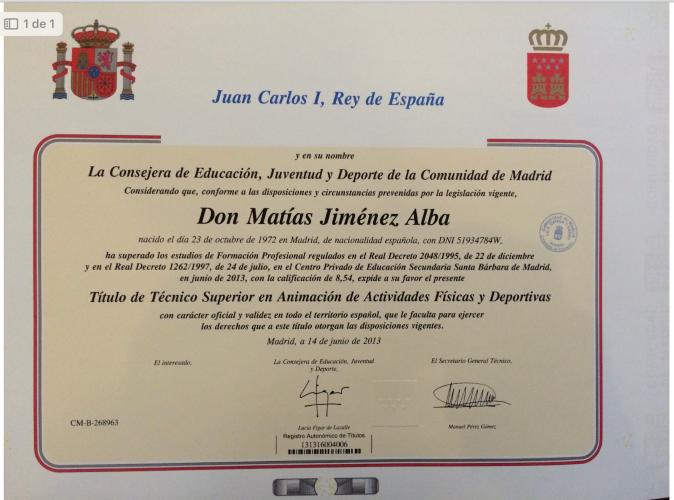 1 de 1
Juan Carlos I, Rey de España
y en su nombre
La Consejera de Educación, Juventud y Deporte de la Comunidad de Madrid
Considerando que, conforme a las disposiciones y circunstancias prevenidas por la legislación vigente,
Don Matías Jiménez Alba
nacido el día 23 de octubre de 1972 en Madrid, de nacionalidad española, con DNI 51934784W,
ha superado los estudios de Formación Profesional regulados en el Real Decreto 2048/1995, de 22 de diciembre
y en el Real Decreto 1262/1997, de 24 de julio, en el Centro Privado de Educación Secundaria Santa Bárbara de Madrid,
en junio de 2013, con la calificación de 8,54, expide a su favor el presente
Título de Técnico Superior en Animación de Actividades Físicas y Deportivas
con carácter oficial y validez en todo el territorio español, que le faculta para ejercer
los derechos que a este título otorgan las disposiciones vigentes.
Madrid, a 14 de junio de 2013
El interesado,
La Consejera de Educación, Juventud
y Deporte,
El Secretario General Técnico,
CM-B-268963
Lucía Figar de Lacalle
Manuel Pérez Gómez
Registro Autonómico de Títulos
131316004006